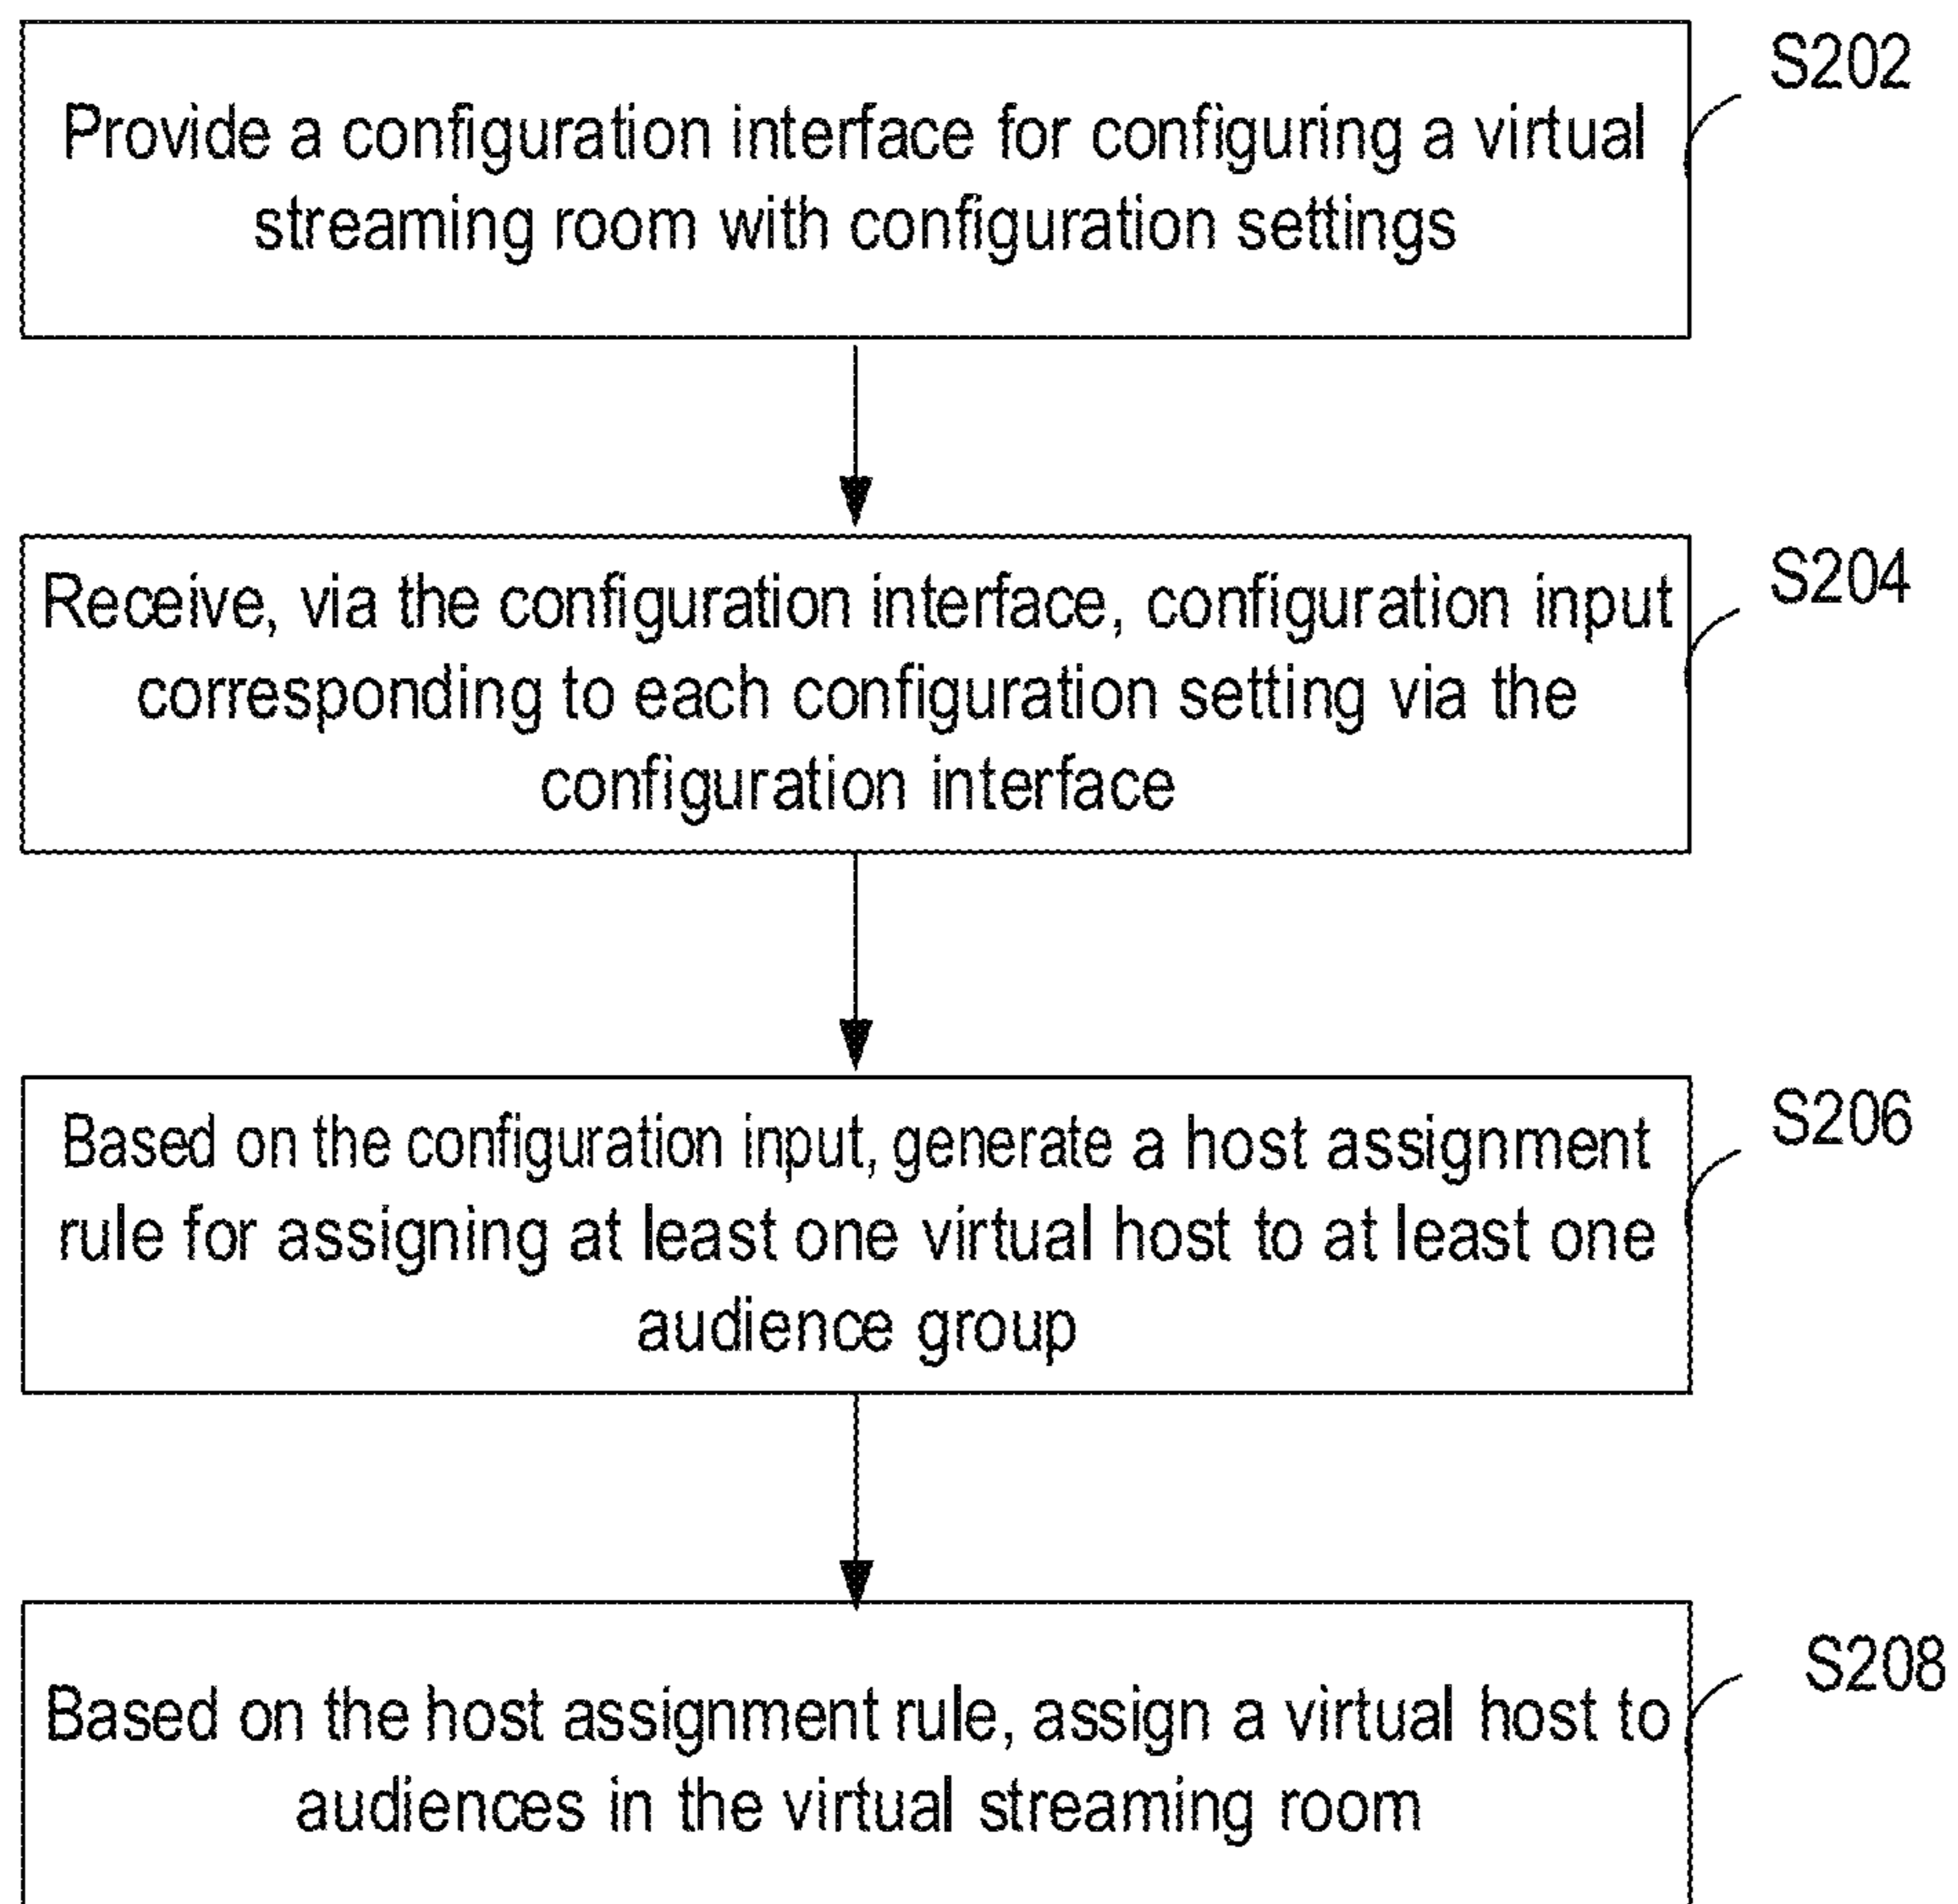 S202
Provide a configuration interface for configuring a virtual
streaming room with configuration settings
S204
Receive, via the configuration interface, configuration input
corresponding to each configuration setting via the
configuration interface
S206
Based on the configuration input, generate a host assignment
rule for assigning at least one virtual host to at least one
audience group
S208
Based on the host assignment rule, assign a virtual host to
audiences in the virtual streaming room